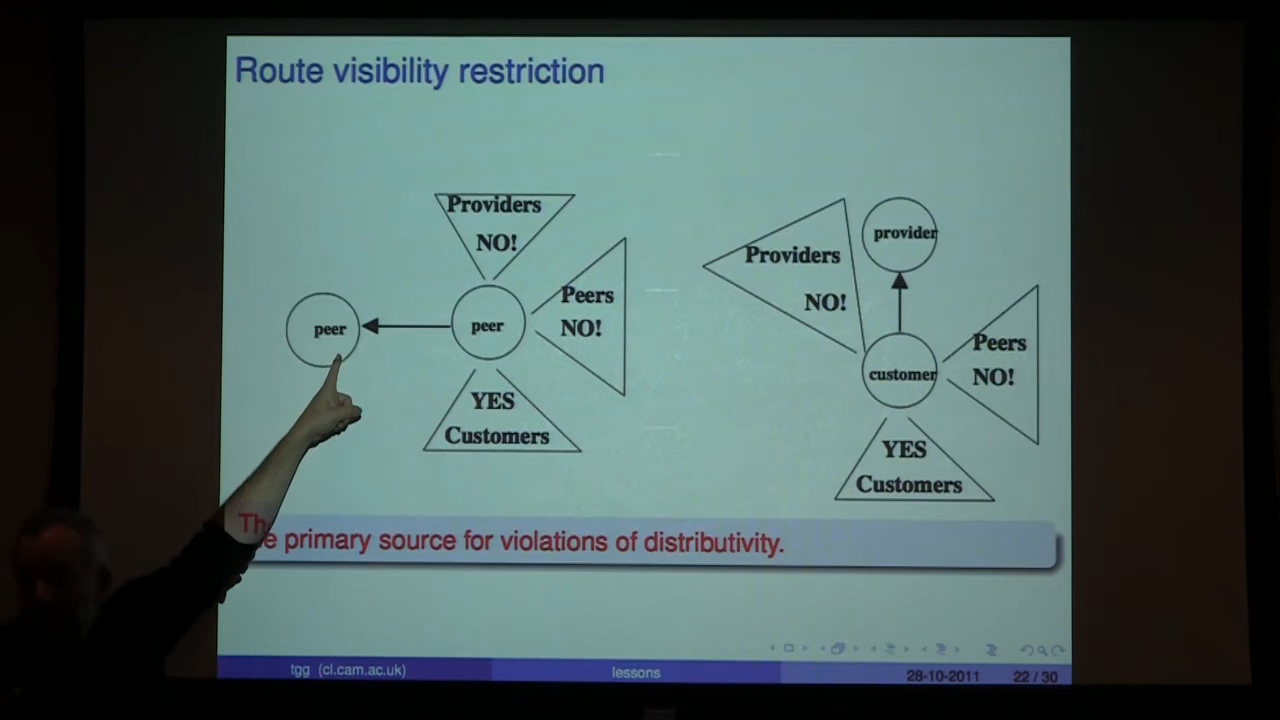 Route visibility restriction
Providers
NO!
Peers
NO!
peer
peer
YES
Customers
provider
Providers
NO!
Peers
NO!
customer
YES
Customers
The primary source for violations of distributivity.
tgg (cl.cam.ac.uk)
lessons
28-10-2011
22 / 30